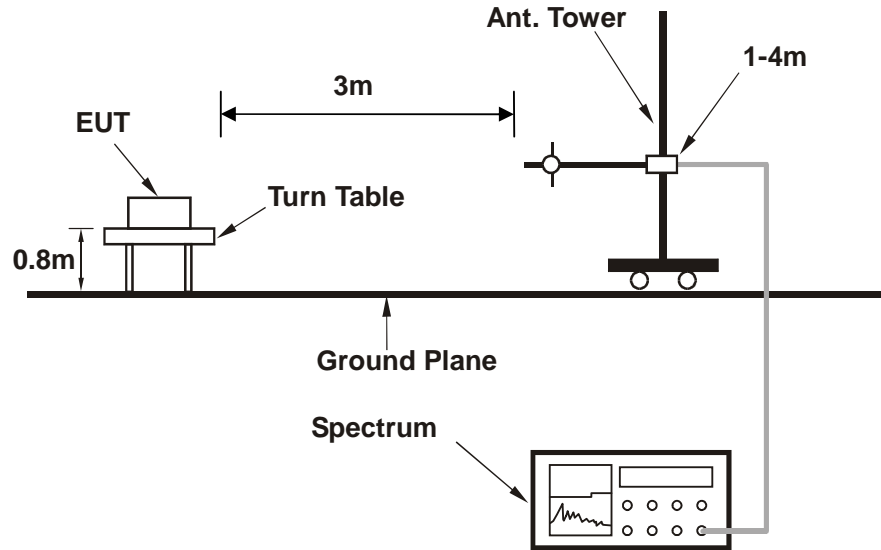 Ant. Tower
1-4m
3m
EUT
Turn Table
0.8m
Ground Plane
Spectrum